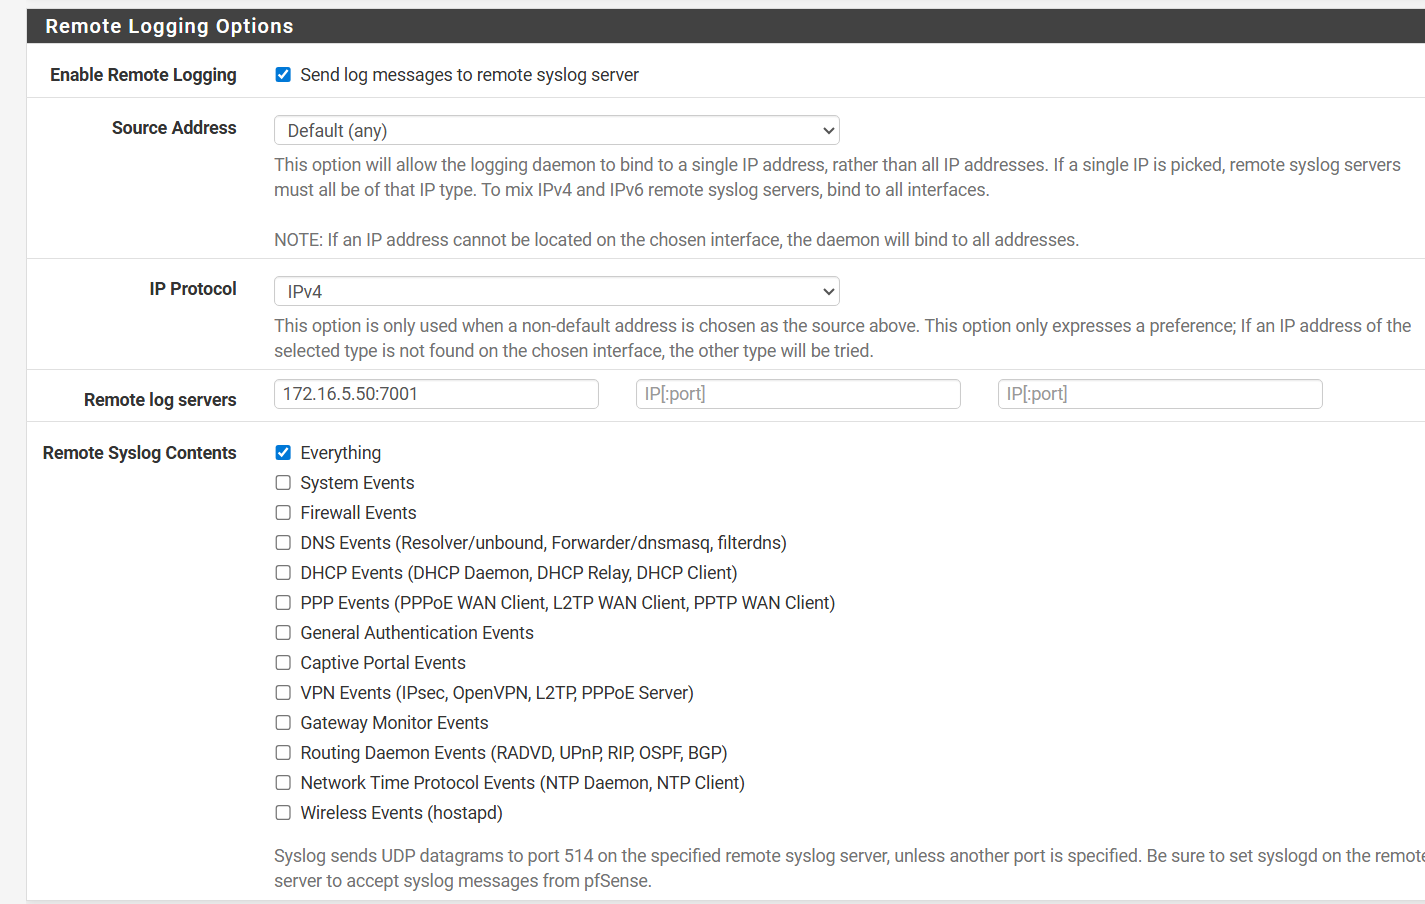 Remote Logging Options
Enable Remote Logging
Send log messages to remote syslog server
Source Address
Default (any)
This option will allow the logging daemon to bind to a single IP address, rather than all IP addresses. If a single IP is picked, remote syslog servers
must all be of that IP type. To mix IPv4 and IPv6 remote syslog servers, bind to all interfaces.
NOTE: If an IP address cannot be located on the chosen interface, the daemon will bind to all addresses.
IP Protocol
IPv4
This option is only used when a non-default address is chosen as the source above. This option only expresses a preference; If an IP address of the
selected type is not found on the chosen interface, the other type will be tried.
Remote log servers
172.16.5.50:7001
IP[:port]
IP[:port]
Remote Syslog Contents
Everything
System Events
Firewall Events
DNS Events (Resolver/unbound, Forwarder/dnsmasq, filterdns)
DHCP Events (DHCP Daemon, DHCP Relay, DHCP Client)
PPP Events (PPPoE WAN Client, L2TP WAN Client, PPTP WAN Client)
General Authentication Events
Captive Portal Events
VPN Events (IPsec, OpenVPN, L2TP, PPPoE Server)
Gateway Monitor Events
Routing Daemon Events (RADVD, UPnP, RIP, OSPF, BGP)
Network Time Protocol Events (NTP Daemon, NTP Client)
Wireless Events (hostapd)
Syslog sends UDP datagrams to port 514 on the specified remote syslog server, unless another port is specified. Be sure to set syslogd on the remote
server to accept syslog messages from pfSense.